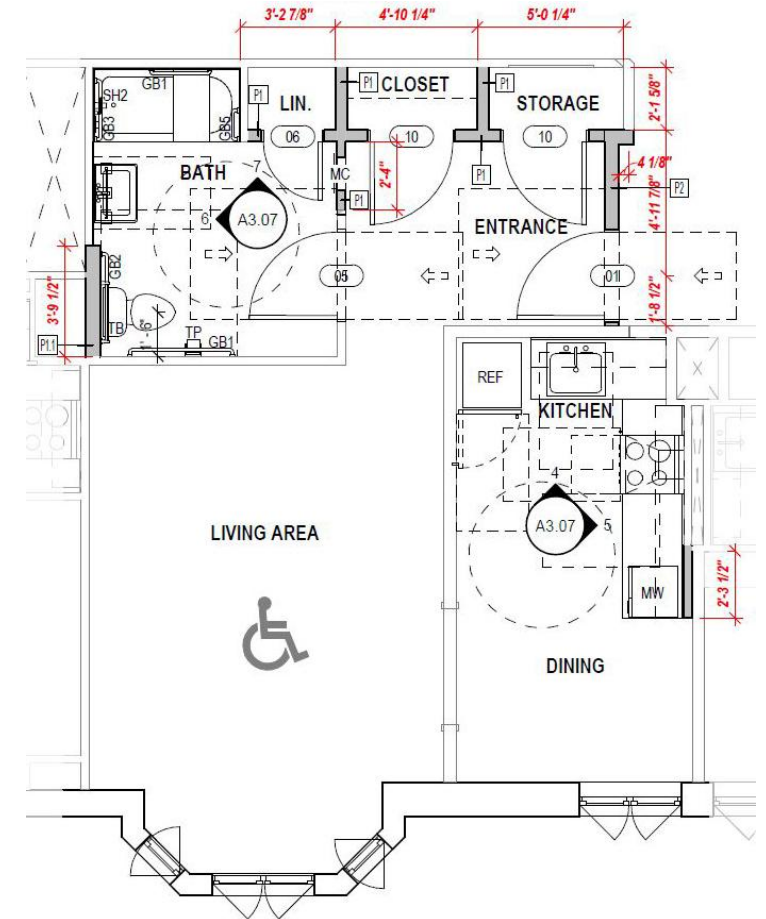 3'-2 7/8" 4'-10 1/4" 5'-0 1/4"
GB1
SH2
GB3
GB5
P1
LIN.
P1
CLOSET
P1
STORAGE
2'-1 5/8"
06
10
10
4 1/8"
BATH
7
MC
2'-4"
P1
P1
P2
4'-11 7/8"
6
A3.07
ENTRANCE
GB2
05
01
3'-9 1/2"
1'-8 1/2"
TB
1'-6"
TP
GB1
P1.1
REF
KITCHEN
4
A3.07
5
LIVING AREA
MW
2'-3 1/2"
DINING